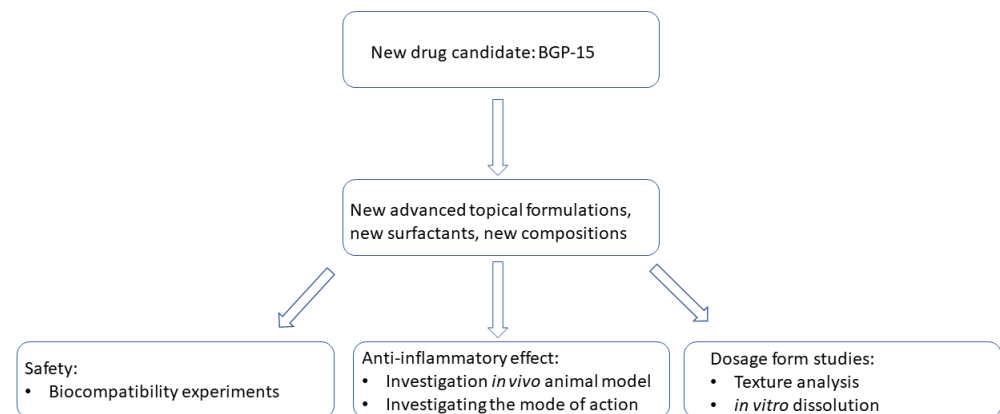 New drug candidate: BGP-15
New advanced topical formulations,
new surfactants, new compositions
Safety:
• Biocompatibility experiments
Anti-inflammatory effect:
• Investigation in vivo animal model
• Investigating the mode of action
Dosage form studies:
• Texture analysis
• in vitro dissolution